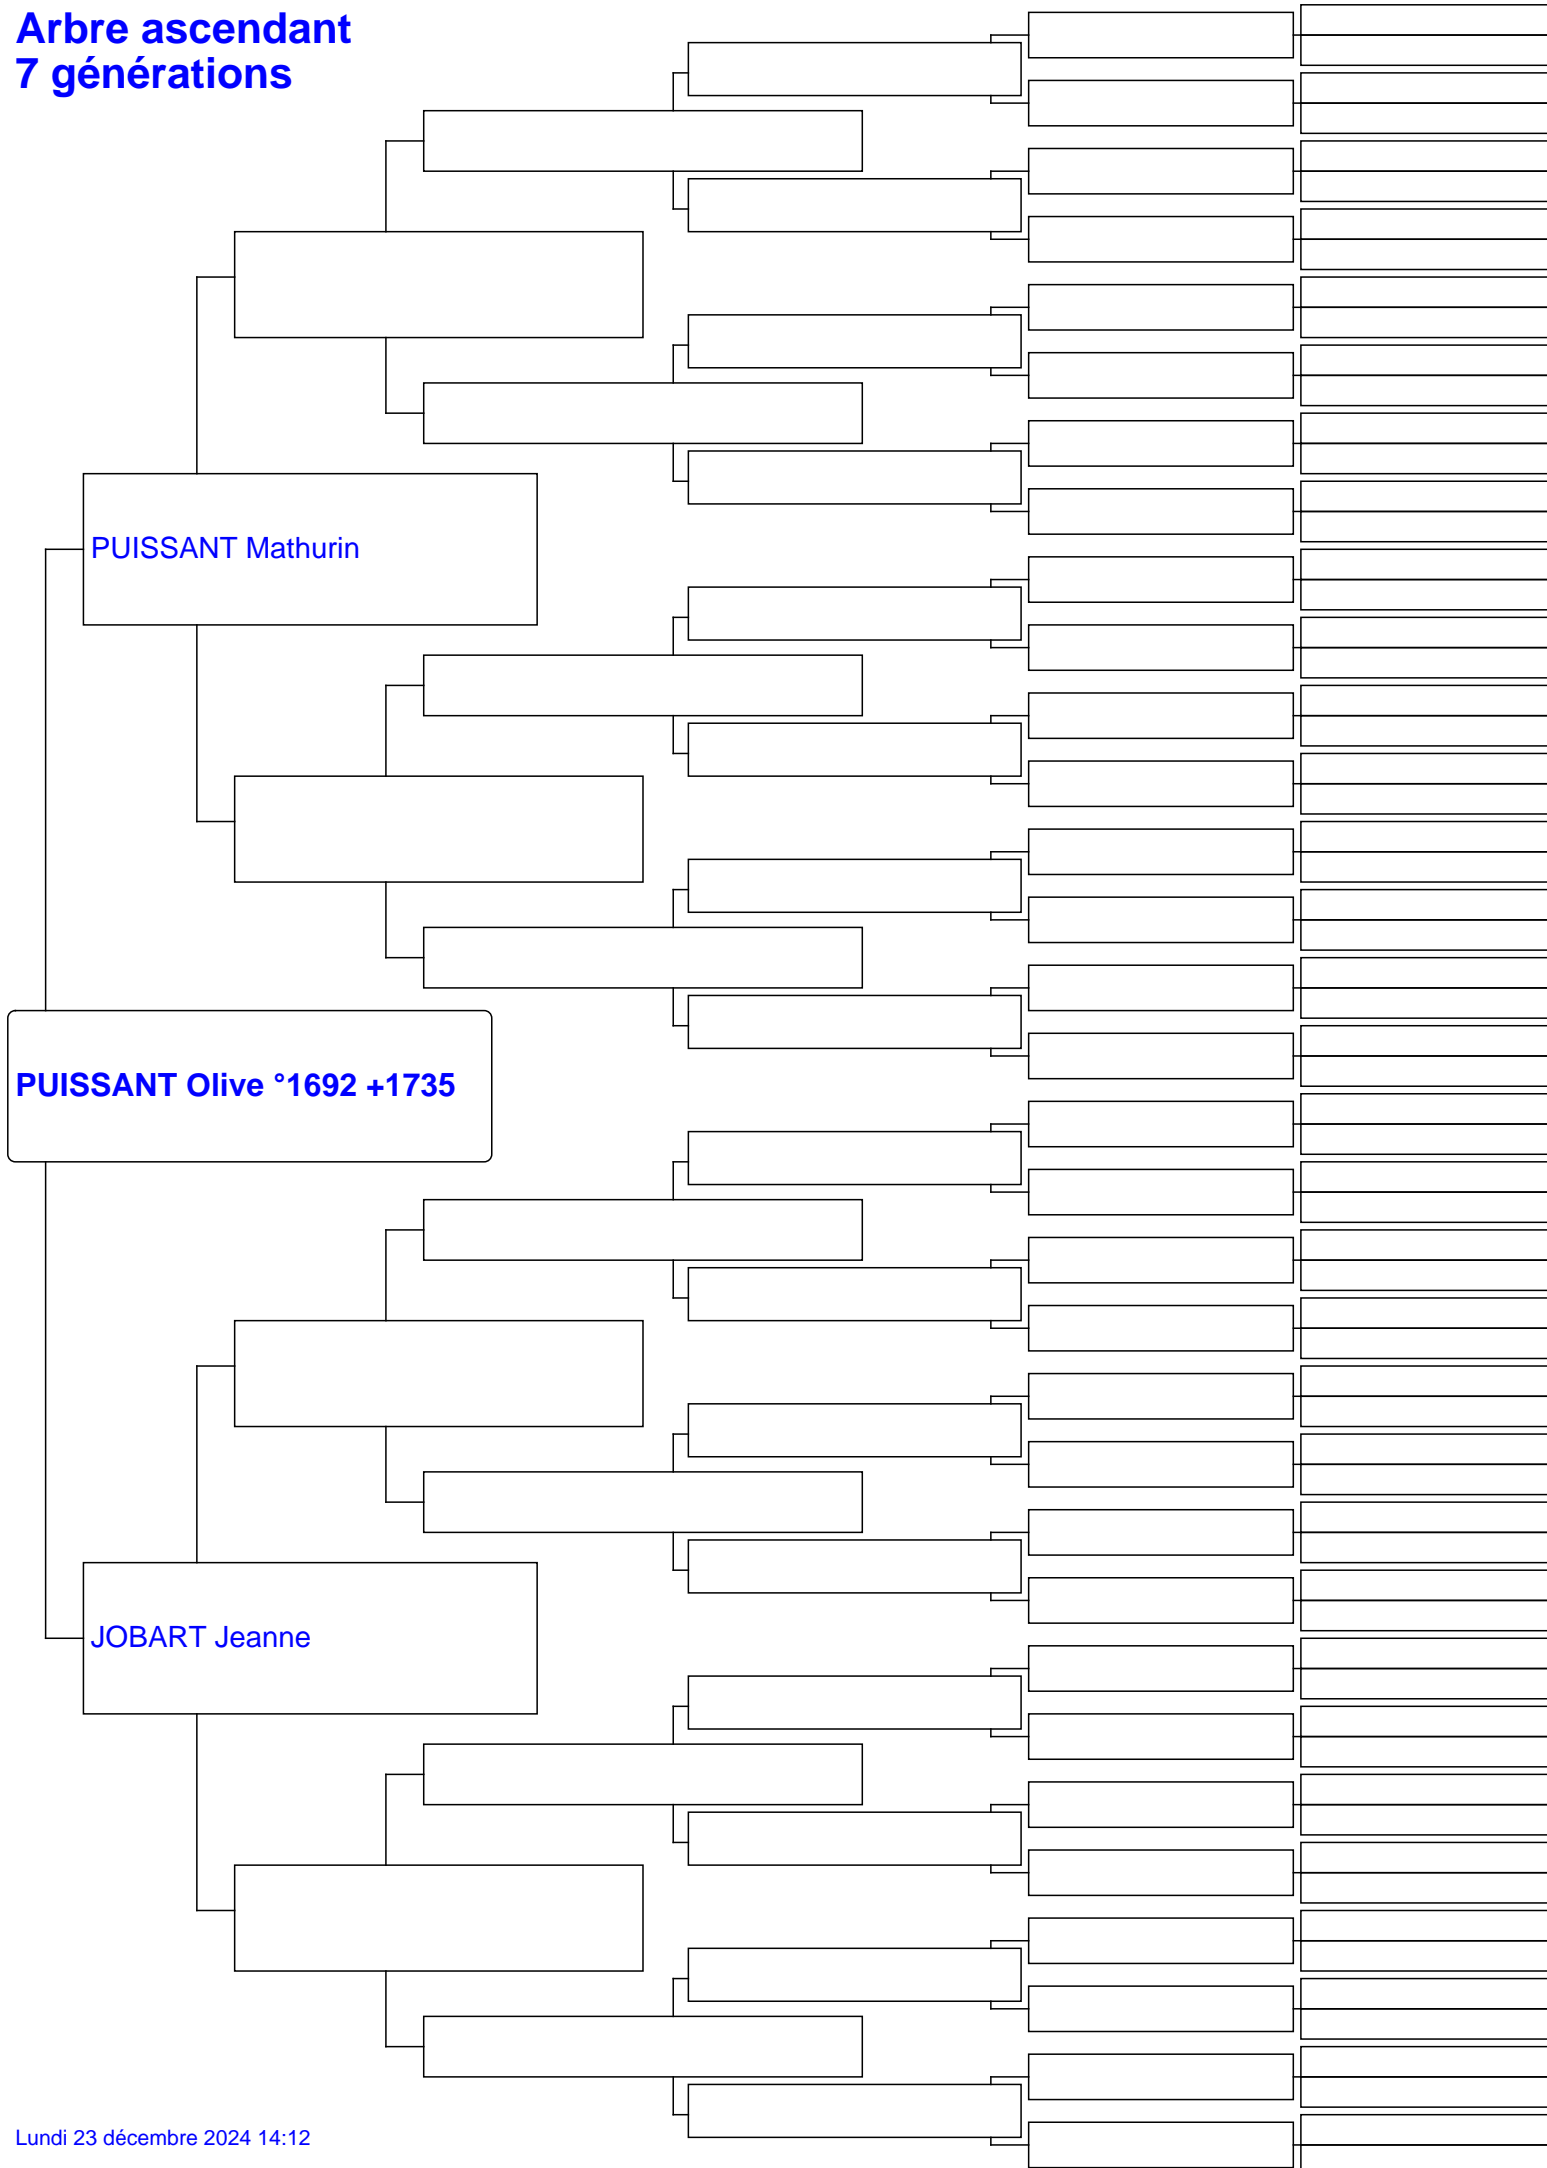 Arbre ascendant
7 générations
PUISSANT Mathurin
PUISSANT Olive °1692 +1735
JOBART Jeanne
Lundi 23 décembre 2024 14:12